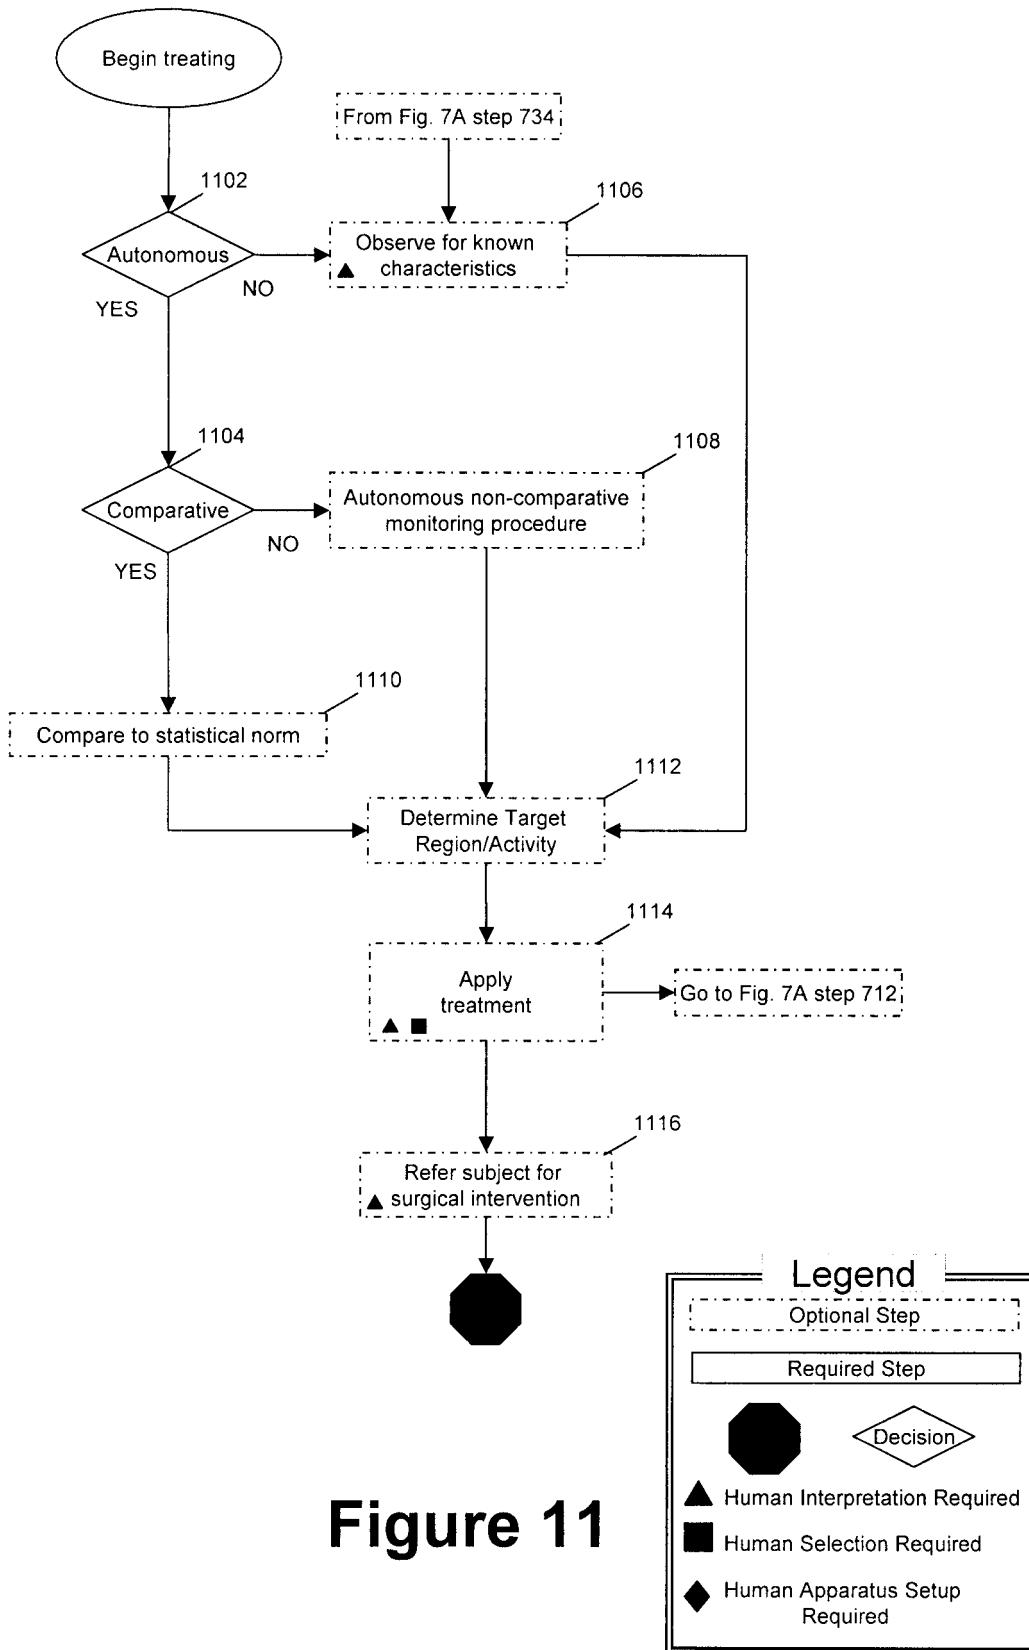 Begin treating
From Fig. 7A step 734
1102
1106
Autonomous
Observe for known
characteristics
NO
YES
1104
1108
Comparative
Autonomous non-comparative
monitoring procedure
NO
YES
1110
Compare to statistical norm
1112
Determine Target
Region/Activity
1114
Apply
treatment
Go to Fig. 7A step 712
1116
Refer subject for
surgical intervention
Legend
Optional Step
Required Step
Decision
Human Interpretation Required
Human Selection Required
Human Apparatus Setup
Required
Figure 11